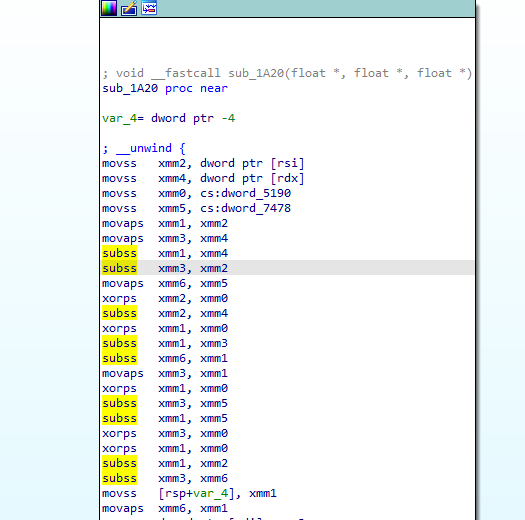 ; void __fastcall sub_1A20(float *, float *, float *)
sub_1A20 proc near
var_4= dword ptr -4
; __unwind {
movss xmm2, dword ptr [rsi]
movss xmm4, dword ptr [rdx]
movss xmm0, cs:dword_5190
movss xmm5, cs:dword_7478
movaps xmm1, xmm2
movaps xmm3, xmm4
subss xmm1, xmm4
subss xmm3, xmm2
movaps xmm6, xmm5
xorps xmm2, xmm0
subss xmm2, xmm4
xorps xmm1, xmm0
subss xmm1, xmm3
subss xmm6, xmm1
movaps xmm3, xmm1
xorps xmm1, xmm0
subss xmm3, xmm5
subss xmm1, xmm5
xorps xmm3, xmm0
xorps xmm1, xmm0
subss xmm1, xmm2
subss xmm3, xmm6
movss [rsp+var_4], xmm1
movaps xmm6, xmm1